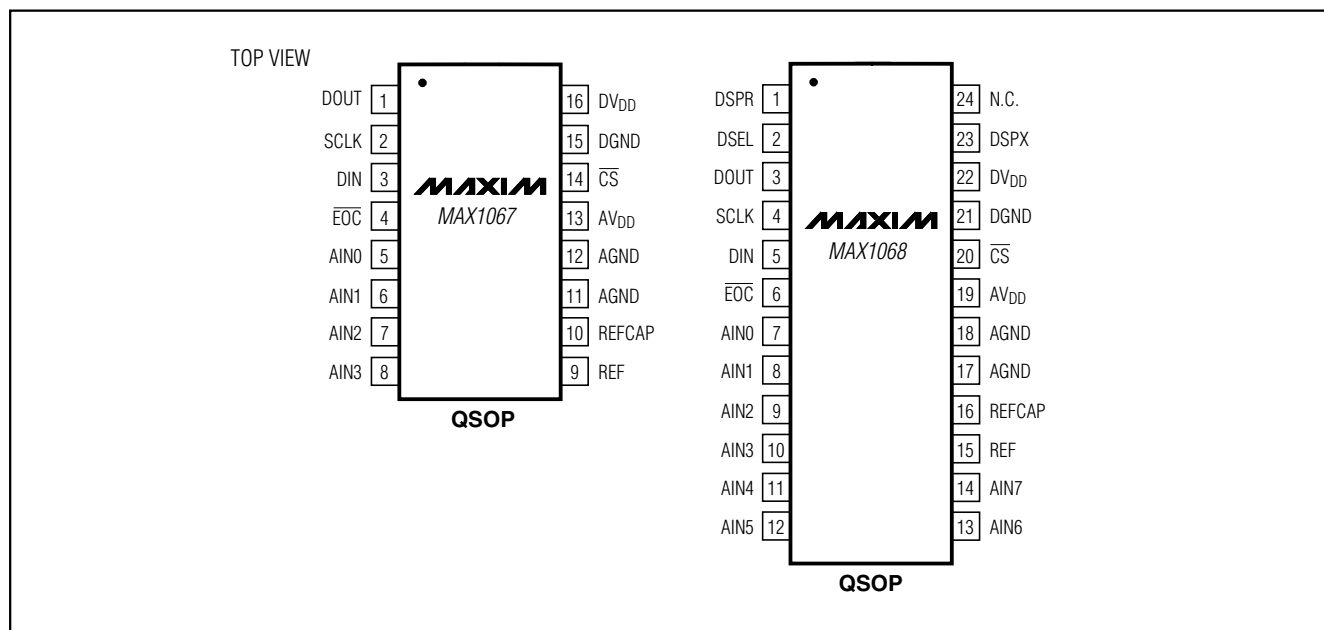 TOP VIEW
DOUT 1
SCLK 2
DIN 3
EOC 4
AIN0 5
AIN1 6
AIN2 7
AIN3 8
MAXIM
MAX1067
16 DVDD
15 DGND
14 CS
13 AVDD
12 AGND
11 AGND
10 REFCAP
9 REF
QSOP
DSPR 1
DSEL 2
DOUT 3
SCLK 4
DIN 5
EOC 6
AIN0 7
AIN1 8
AIN2 9
AIN3 10
AIN4 11
AIN5 12
MAXIM
MAX1068
24 N.C.
23 DSPX
22 DVDD
21 DGND
20 CS
19 AVDD
18 AGND
17 AGND
16 REFCAP
15 REF
14 AIN7
13 AIN6
QSOP